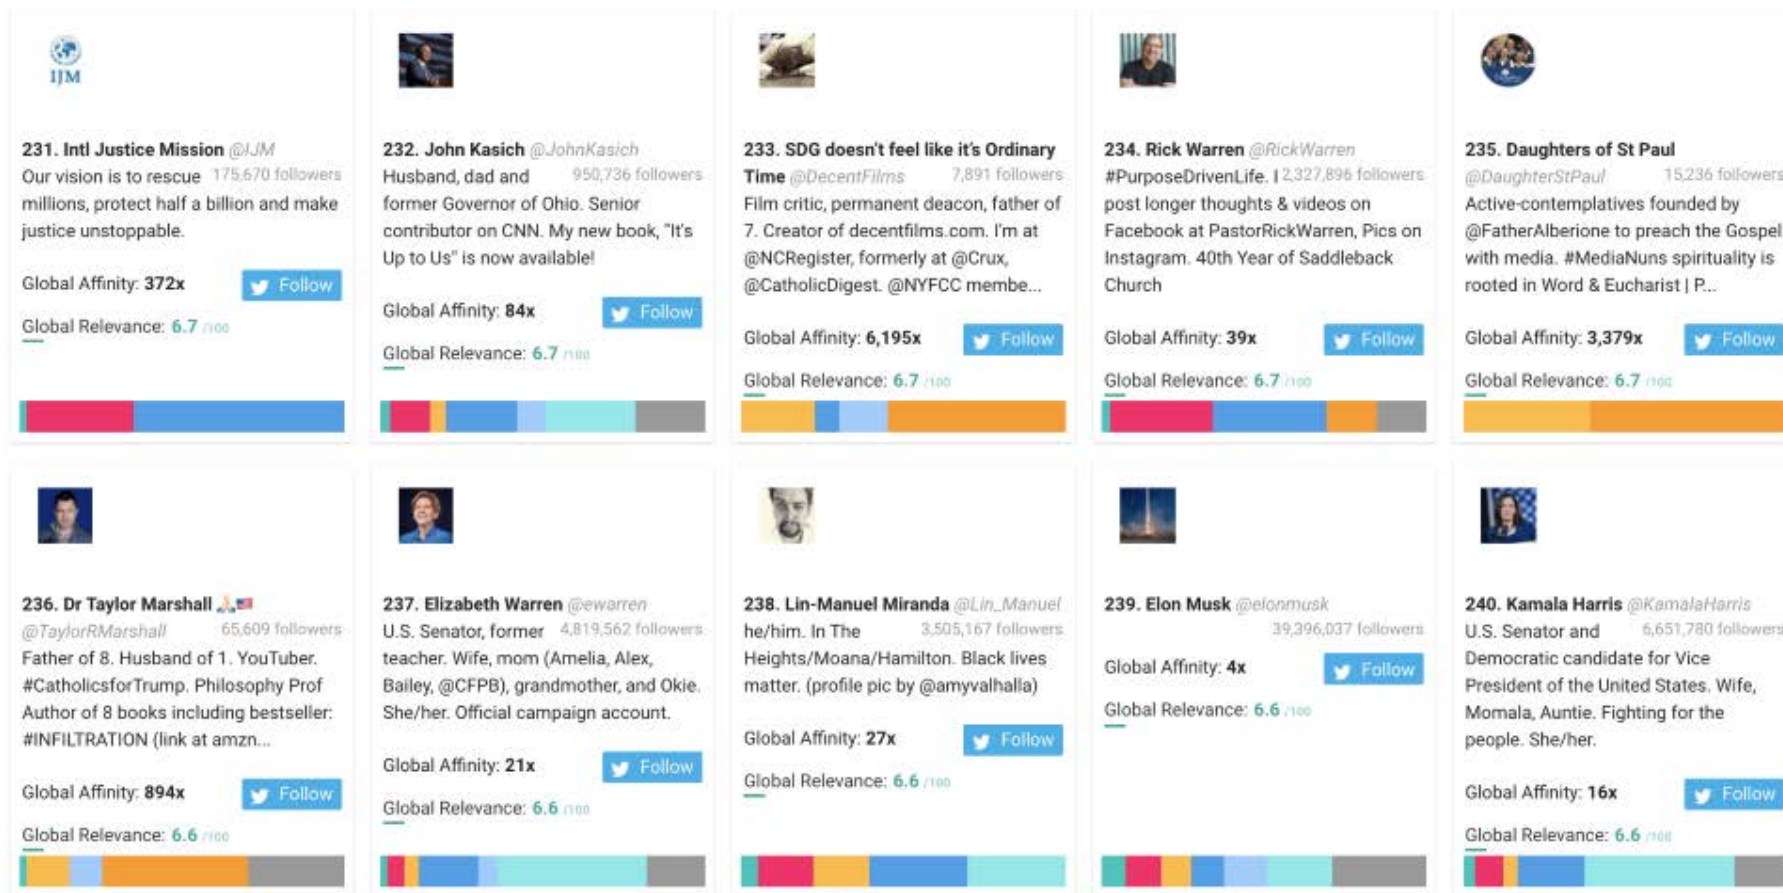 IJM
231. Intl Justice Mission @IJM
Our vision is to rescue 175,670 followers
millions, protect half a billion and make
justice unstoppable.
Global Affinity: 372x
Follow
Global Relevance: 6.7 /100
232. John Kasich @JohnKasich
Husband, dad and 950,736 followers
former Governor of Ohio. Senior
contributor on CNN. My new book, "It's
Up to Us" is now available!
Global Affinity: 84x
Follow
Global Relevance: 6.7 /100
233. SDG doesn't feel like it's Ordinary
Time @DecentFilms 7,891 followers
Film critic, permanent deacon, father of
7. Creator of decentfilms.com. I'm at
@NCRegister, formerly at @Crux,
@CatholicDigest. @NYFCC membe...
Global Affinity: 6,195x
Follow
Global Relevance: 6.7 /100
234. Rick Warren @RickWarren
#PurposeDrivenLife. I 2,327,896 followers
post longer thoughts & videos on
Facebook at PastorRickWarren, Pics on
Instagram. 40th Year of Saddleback
Church
Global Affinity: 39x
Follow
Global Relevance: 6.7 /100
235. Daughters of St Paul
@DaughterStPaul 15,236 followers
Active-contemplatives founded by
@FatherAlberione to preach the Gospel
with media. #MediaNuns spirituality is
rooted in Word & Eucharist | P...
Global Affinity: 3,379x
Follow
Global Relevance: 6.7 /100
236. Dr Taylor Marshall 🙏🏻🇺🇸
@TaylorRMarshall 65,609 followers
Father of 8. Husband of 1. YouTuber.
#CatholicsforTrump. Philosophy Prof
Author of 8 books including bestseller:
#INFILTRATION (link at amzn...
Global Affinity: 894x
Follow
Global Relevance: 6.6 /100
237. Elizabeth Warren @ewarren
U.S. Senator, former 4,819,562 followers
teacher. Wife, mom (Amelia, Alex,
Bailey, @CFPB), grandmother, and Okie.
She/her. Official campaign account.
Global Affinity: 21x
Follow
Global Relevance: 6.6 /100
238. Lin-Manuel Miranda @Lin_Manuel
he/him. In The 3,505,167 followers
Heights/Moana/Hamilton. Black lives
matter. (profile pic by @amyvalhalla)
Global Affinity: 27x
Follow
Global Relevance: 6.6 /100
239. Elon Musk @elonmusk
39,396,037 followers
Global Affinity: 4x
Follow
Global Relevance: 6.6 /100
240. Kamala Harris @KamalaHarris
U.S. Senator and 6,651,780 followers
Democratic candidate for Vice
President of the United States. Wife,
Momala, Auntie. Fighting for the
people. She/her.
Global Affinity: 16x
Follow
Global Relevance: 6.6 /100